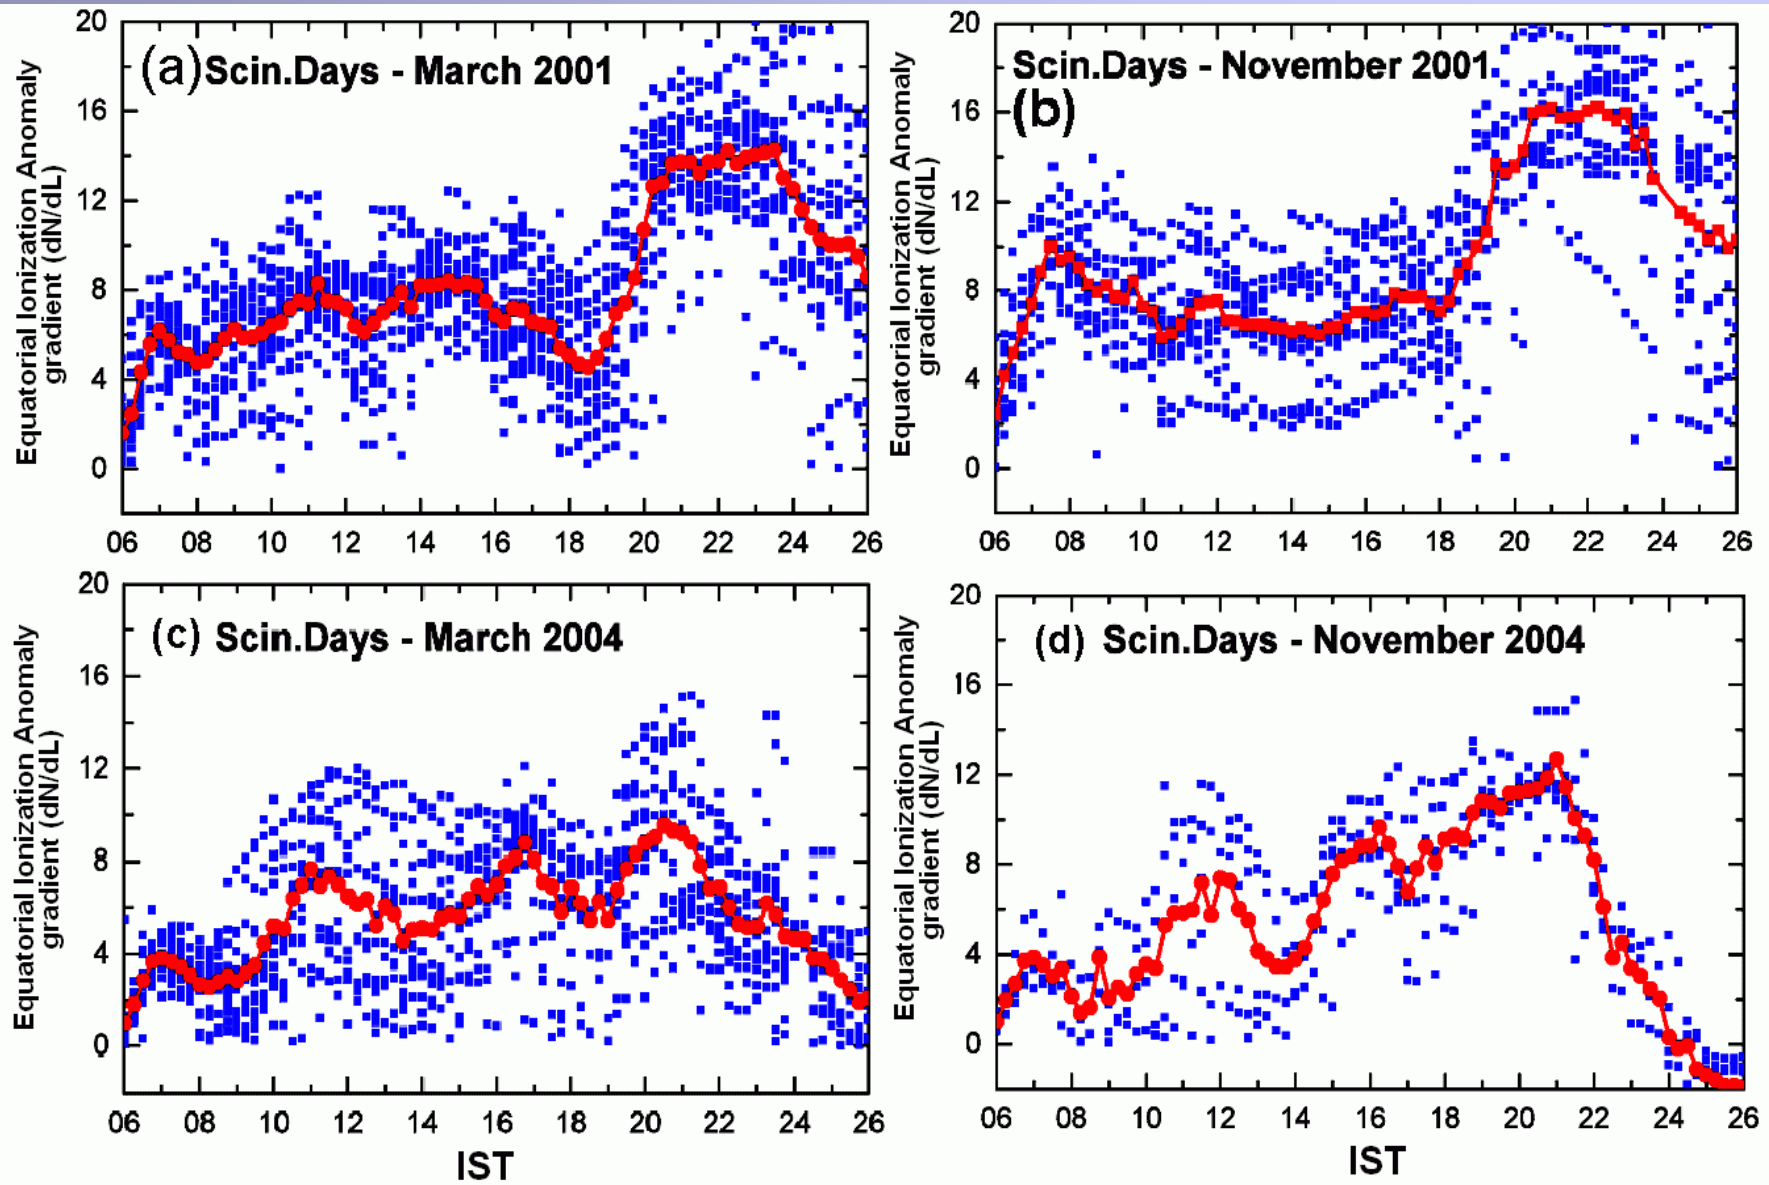 (a) Scin.Days - March 2001
Equatorial Ionization Anomaly
gradient (dN/dL)
20
16
12
8
4
0
06 08 10 12 14 16 18 20 22 24 26
Scin.Days - November 2001
(b)
Equatorial Ionization Anomaly
gradient (dN/dL)
20
16
12
8
4
0
06 08 10 12 14 16 18 20 22 24 26
(c) Scin.Days - March 2004
Equatorial Ionization Anomaly
gradient (dN/dL)
20
16
12
8
4
0
06 08 10 12 14 16 18 20 22 24 26
IST
(d) Scin.Days - November 2004
Equatorial Ionization Anomaly
gradient (dN/dL)
20
16
12
8
4
0
06 08 10 12 14 16 18 20 22 24 26
IST